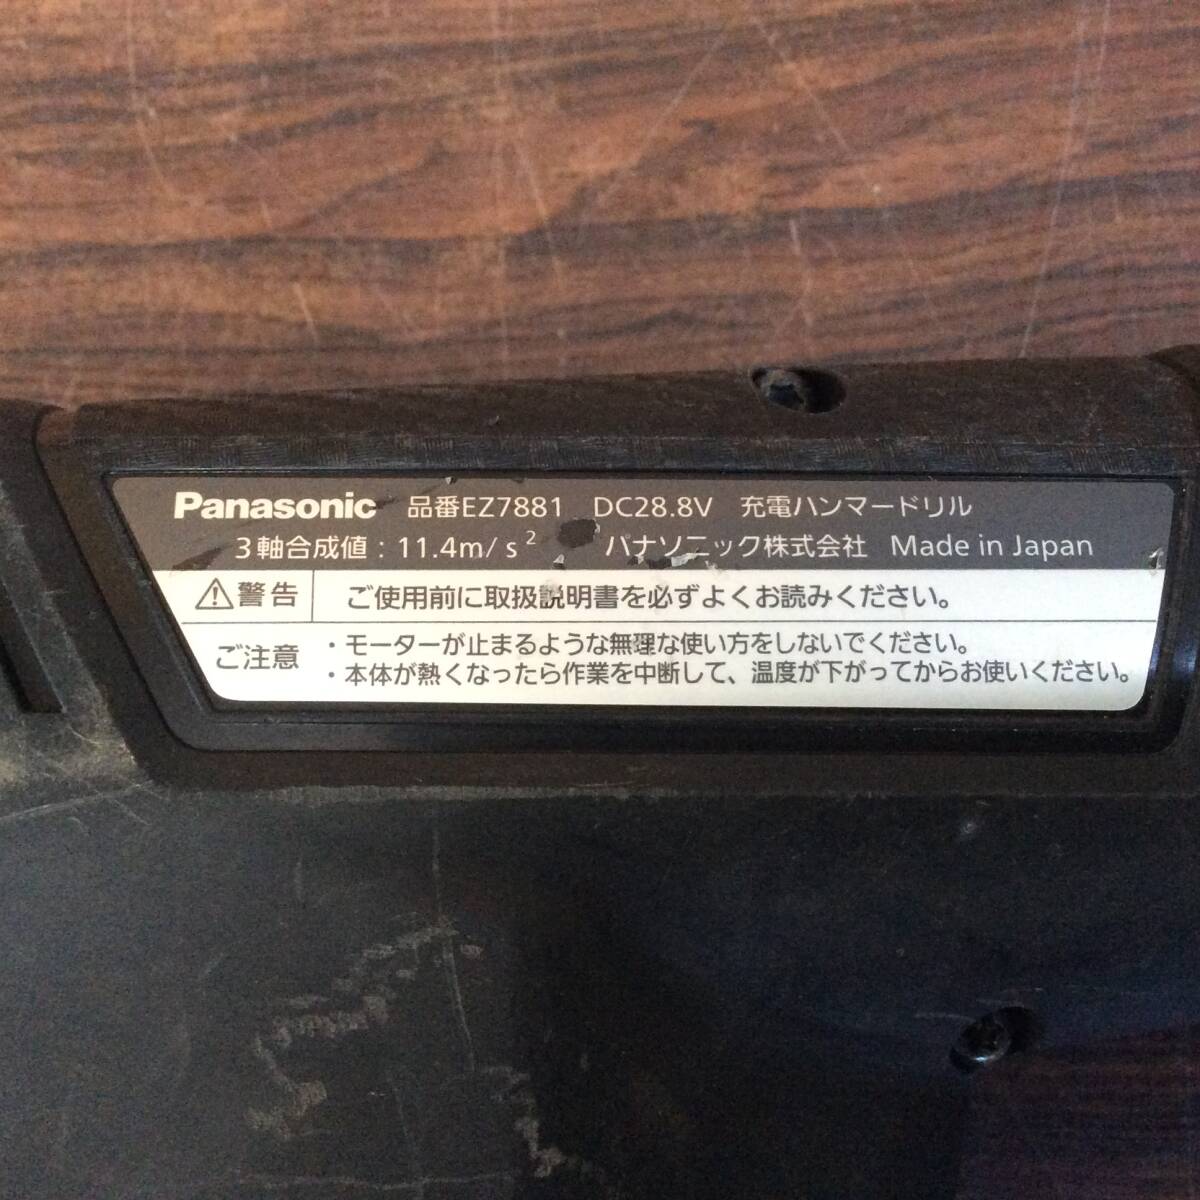 Panasonic 品番EZ7881 DC28.8V 充電ハンマードリル
3軸合成値：11.4m/s² パナソニック株式会社 Made in Japan
⚠警告 ご使用前に取扱説明書を必ずよくお読みください。
ご注意 ・モーターが止まるような無理な使い方をしないでください。
・本体が熱くなったら作業を中断して、温度が下がってからお使いください。